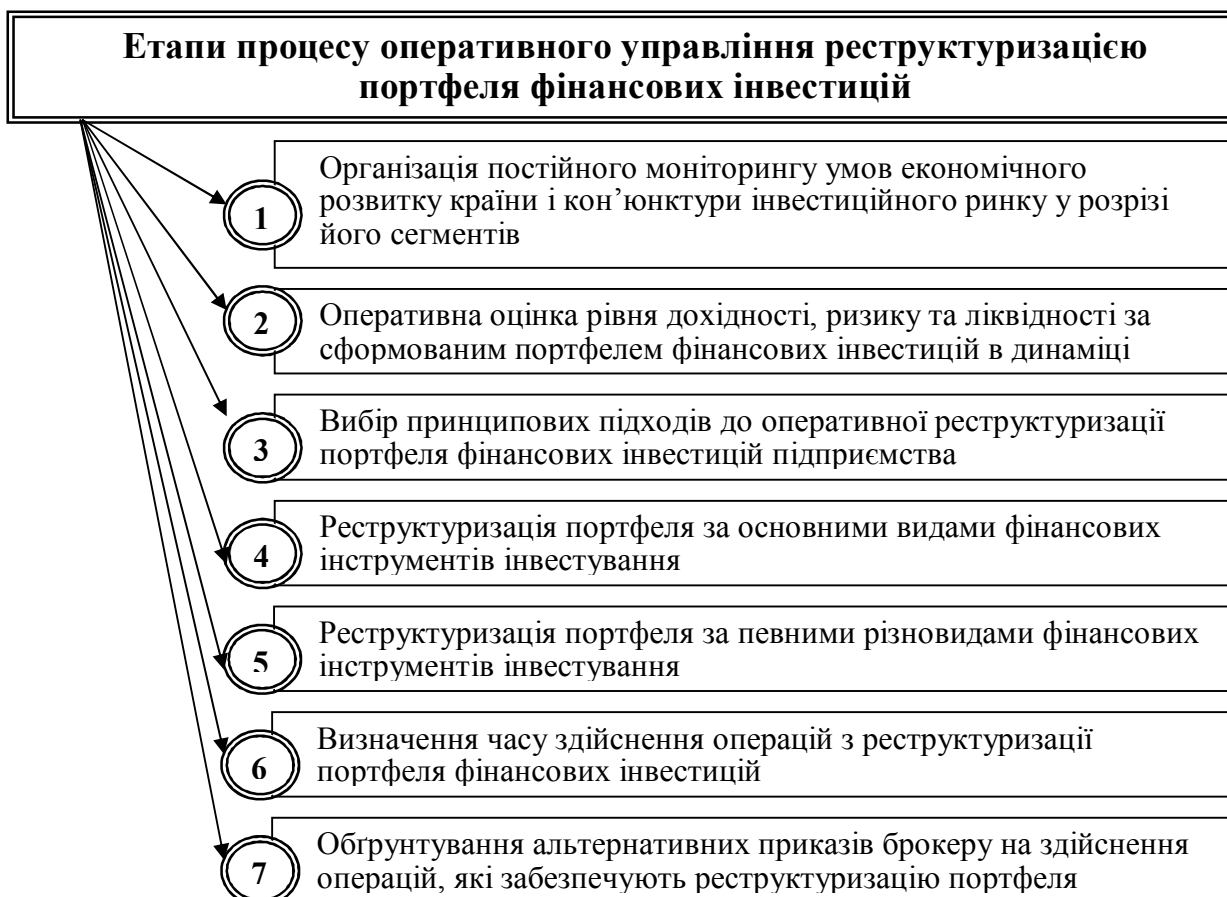 Етапи процесу оперативного управління реструктуризацією
портфеля фінансових інвестицій
1
Організація постійного моніторингу умов економічного
розвитку країни і кон’юнктури інвестиційного ринку у розрізі
його сегментів
2
Оперативна оцінка рівня дохідності, ризику та ліквідності за
сформованим портфелем фінансових інвестицій в динаміці
3
Вибір принципових підходів до оперативної реструктуризації
портфеля фінансових інвестицій підприємства
4
Реструктуризація портфеля за основними видами фінансових
інструментів інвестування
5
Реструктуризація портфеля за певними різновидами фінансових
інструментів інвестування
6
Визначення часу здійснення операцій з реструктуризації
портфеля фінансових інвестицій
7
Обґрунтування альтернативних приказів брокеру на здійснення
операцій, які забезпечують реструктуризацію портфеля